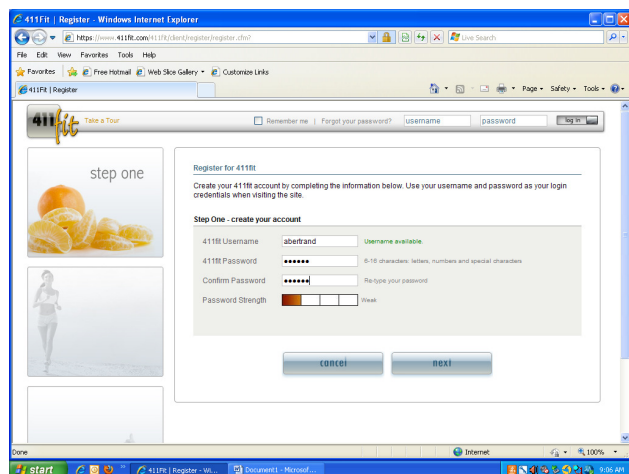 411Fit | Register - Windows Internet Explorer
https://www.411fit.com/411fit/client/register/register.cfm?
Live Search
File Edit View Favorites Tools Help
Favorites Free Hotmail Web Slice Gallery Customize Links
411Fit | Register
Page Safety Tools
411fit Take a Tour Remember me | Forgot your password? username password log in
step one
Register for 411fit
Create your 411fit account by completing the information below. Use your username and password as your login
credentials when visiting the site.
Step One - create your account
411fit Username abertrand Username available.
411fit Password •••••• 6-16 characters: letters, numbers and special characters
Confirm Password •••••• Re-type your password
Password Strength Weak
cancel next
Done Internet 100%
start 411Fit | Register - Wi... Document1 - Microsof... 9:06 AM